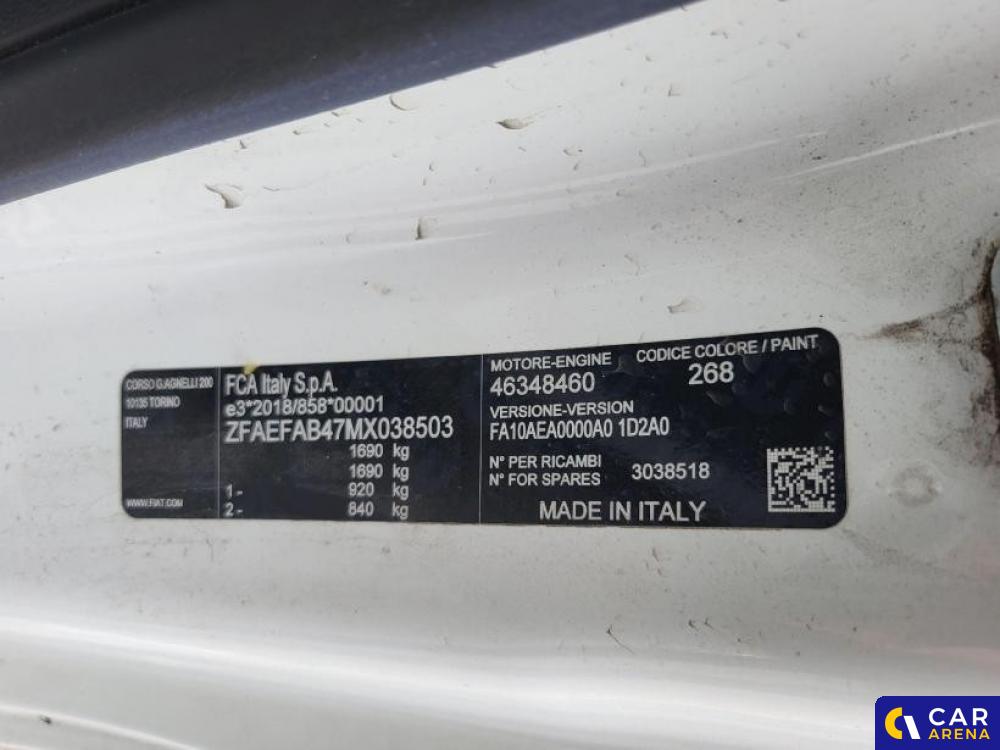 CORSO G.AGNELLI 200
10135 TORINO
ITALY
WWW.FIAT.COM
FCA Italy S.p.A.
e3*2018/858*00001
ZFAEFAB47MX038503
1690 kg
1690 kg
1 - 920 kg
2 - 840 kg
MOTORE-ENGINE
46348460
CODICE COLORE / PAINT
268
VERSIONE-VERSION
FA10AEA0000A0 1D2A0
N° PER RICAMBI
N° FOR SPARES
3038518
MADE IN ITALY
CAR
ARENA